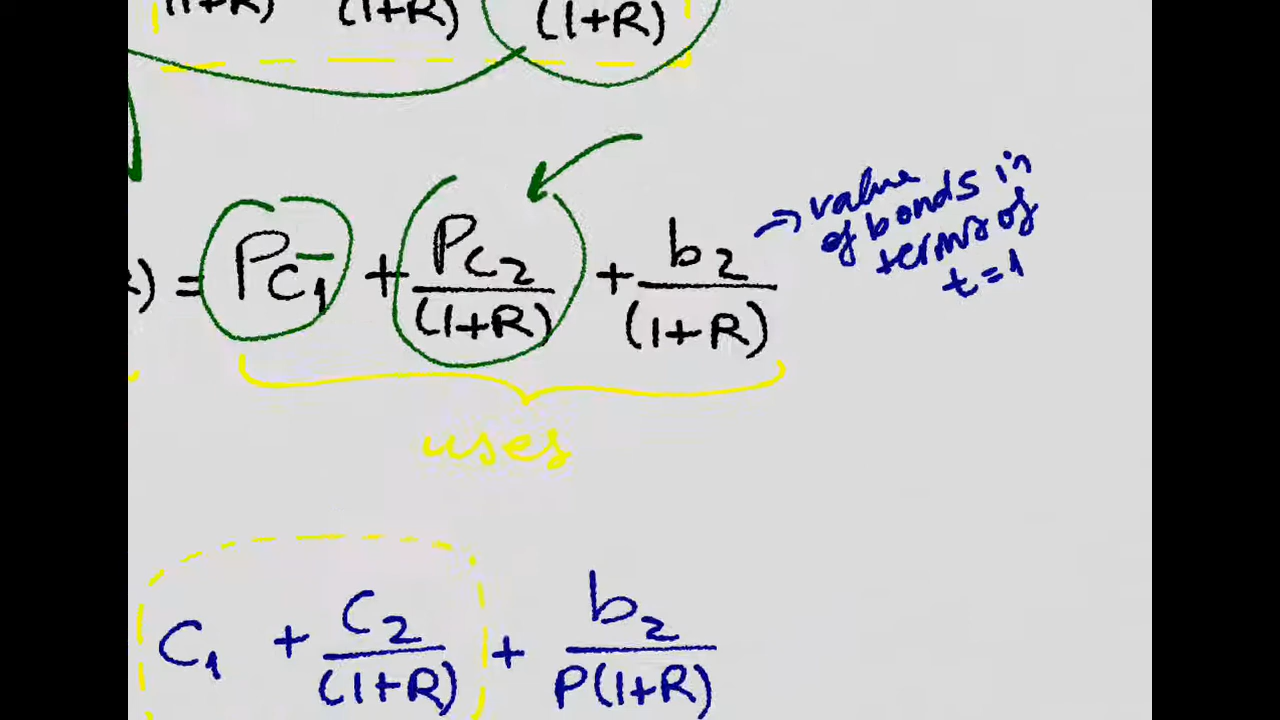 (1+R) (1+R) (1+R)
) = Pc₁ + Pc₂/(1+R) + b₂/(1+R)
→ value
of bonds in
terms of
t=1
uses
C₁ + C₂/(1+R) + b₂/P(1+R)